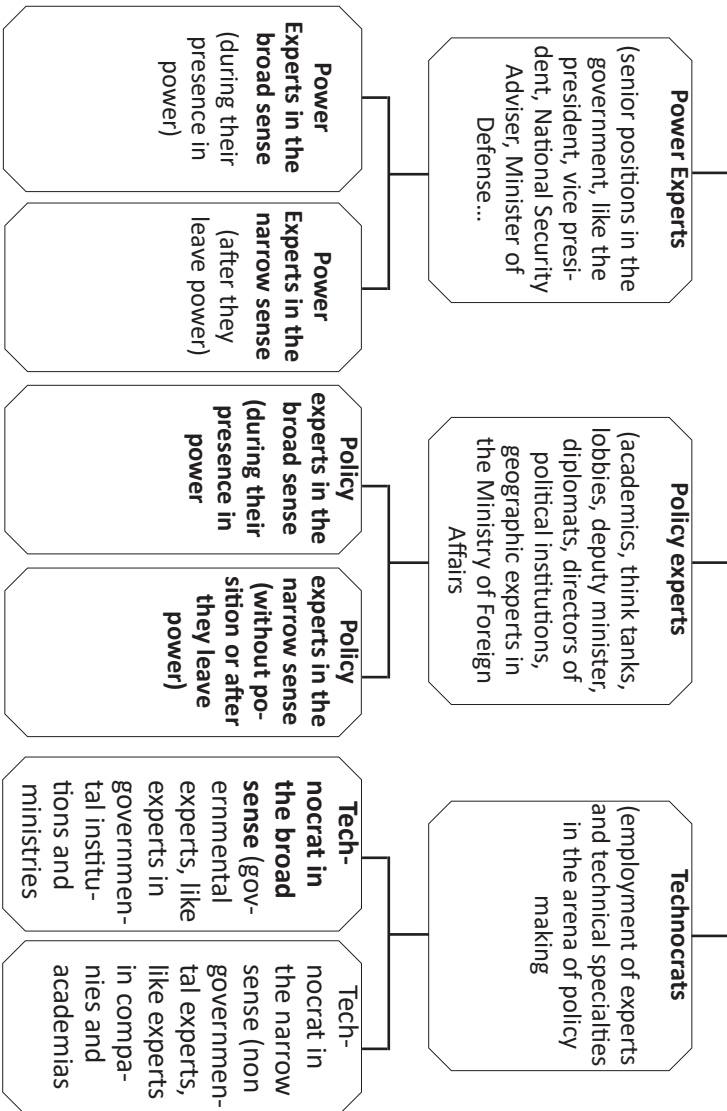 Power Experts
(senior positions in the
government, like the
president, vice presi-
dent, National Security
Adviser, Minister of
Defense...
Power
Experts in the
broad sense
(during their
presence in
power)
Power
Experts in the
narrow sense
(after they
leave power)
Policy experts
(academics, think tanks,
lobbies, deputy minister,
diplomats, directors of
political institutions,
geographic experts in
the Ministry of Foreign
Affairs
Policy
experts in the
broad sense
(during their
presence in
power
Policy
experts in the
narrow sense
(without po-
sition or after
they leave
power)
Technocrats
(employment of experts
and technical specialties
in the arena of policy
making
Tech-
nocrat in
the broad
sense (gov-
ernmental
experts, like
experts in
governmen-
tal institu-
tions and
ministries
Tech-
nocrat in
the narrow
sense (non
governmen-
tal experts,
like experts
in compa-
nies and
academias